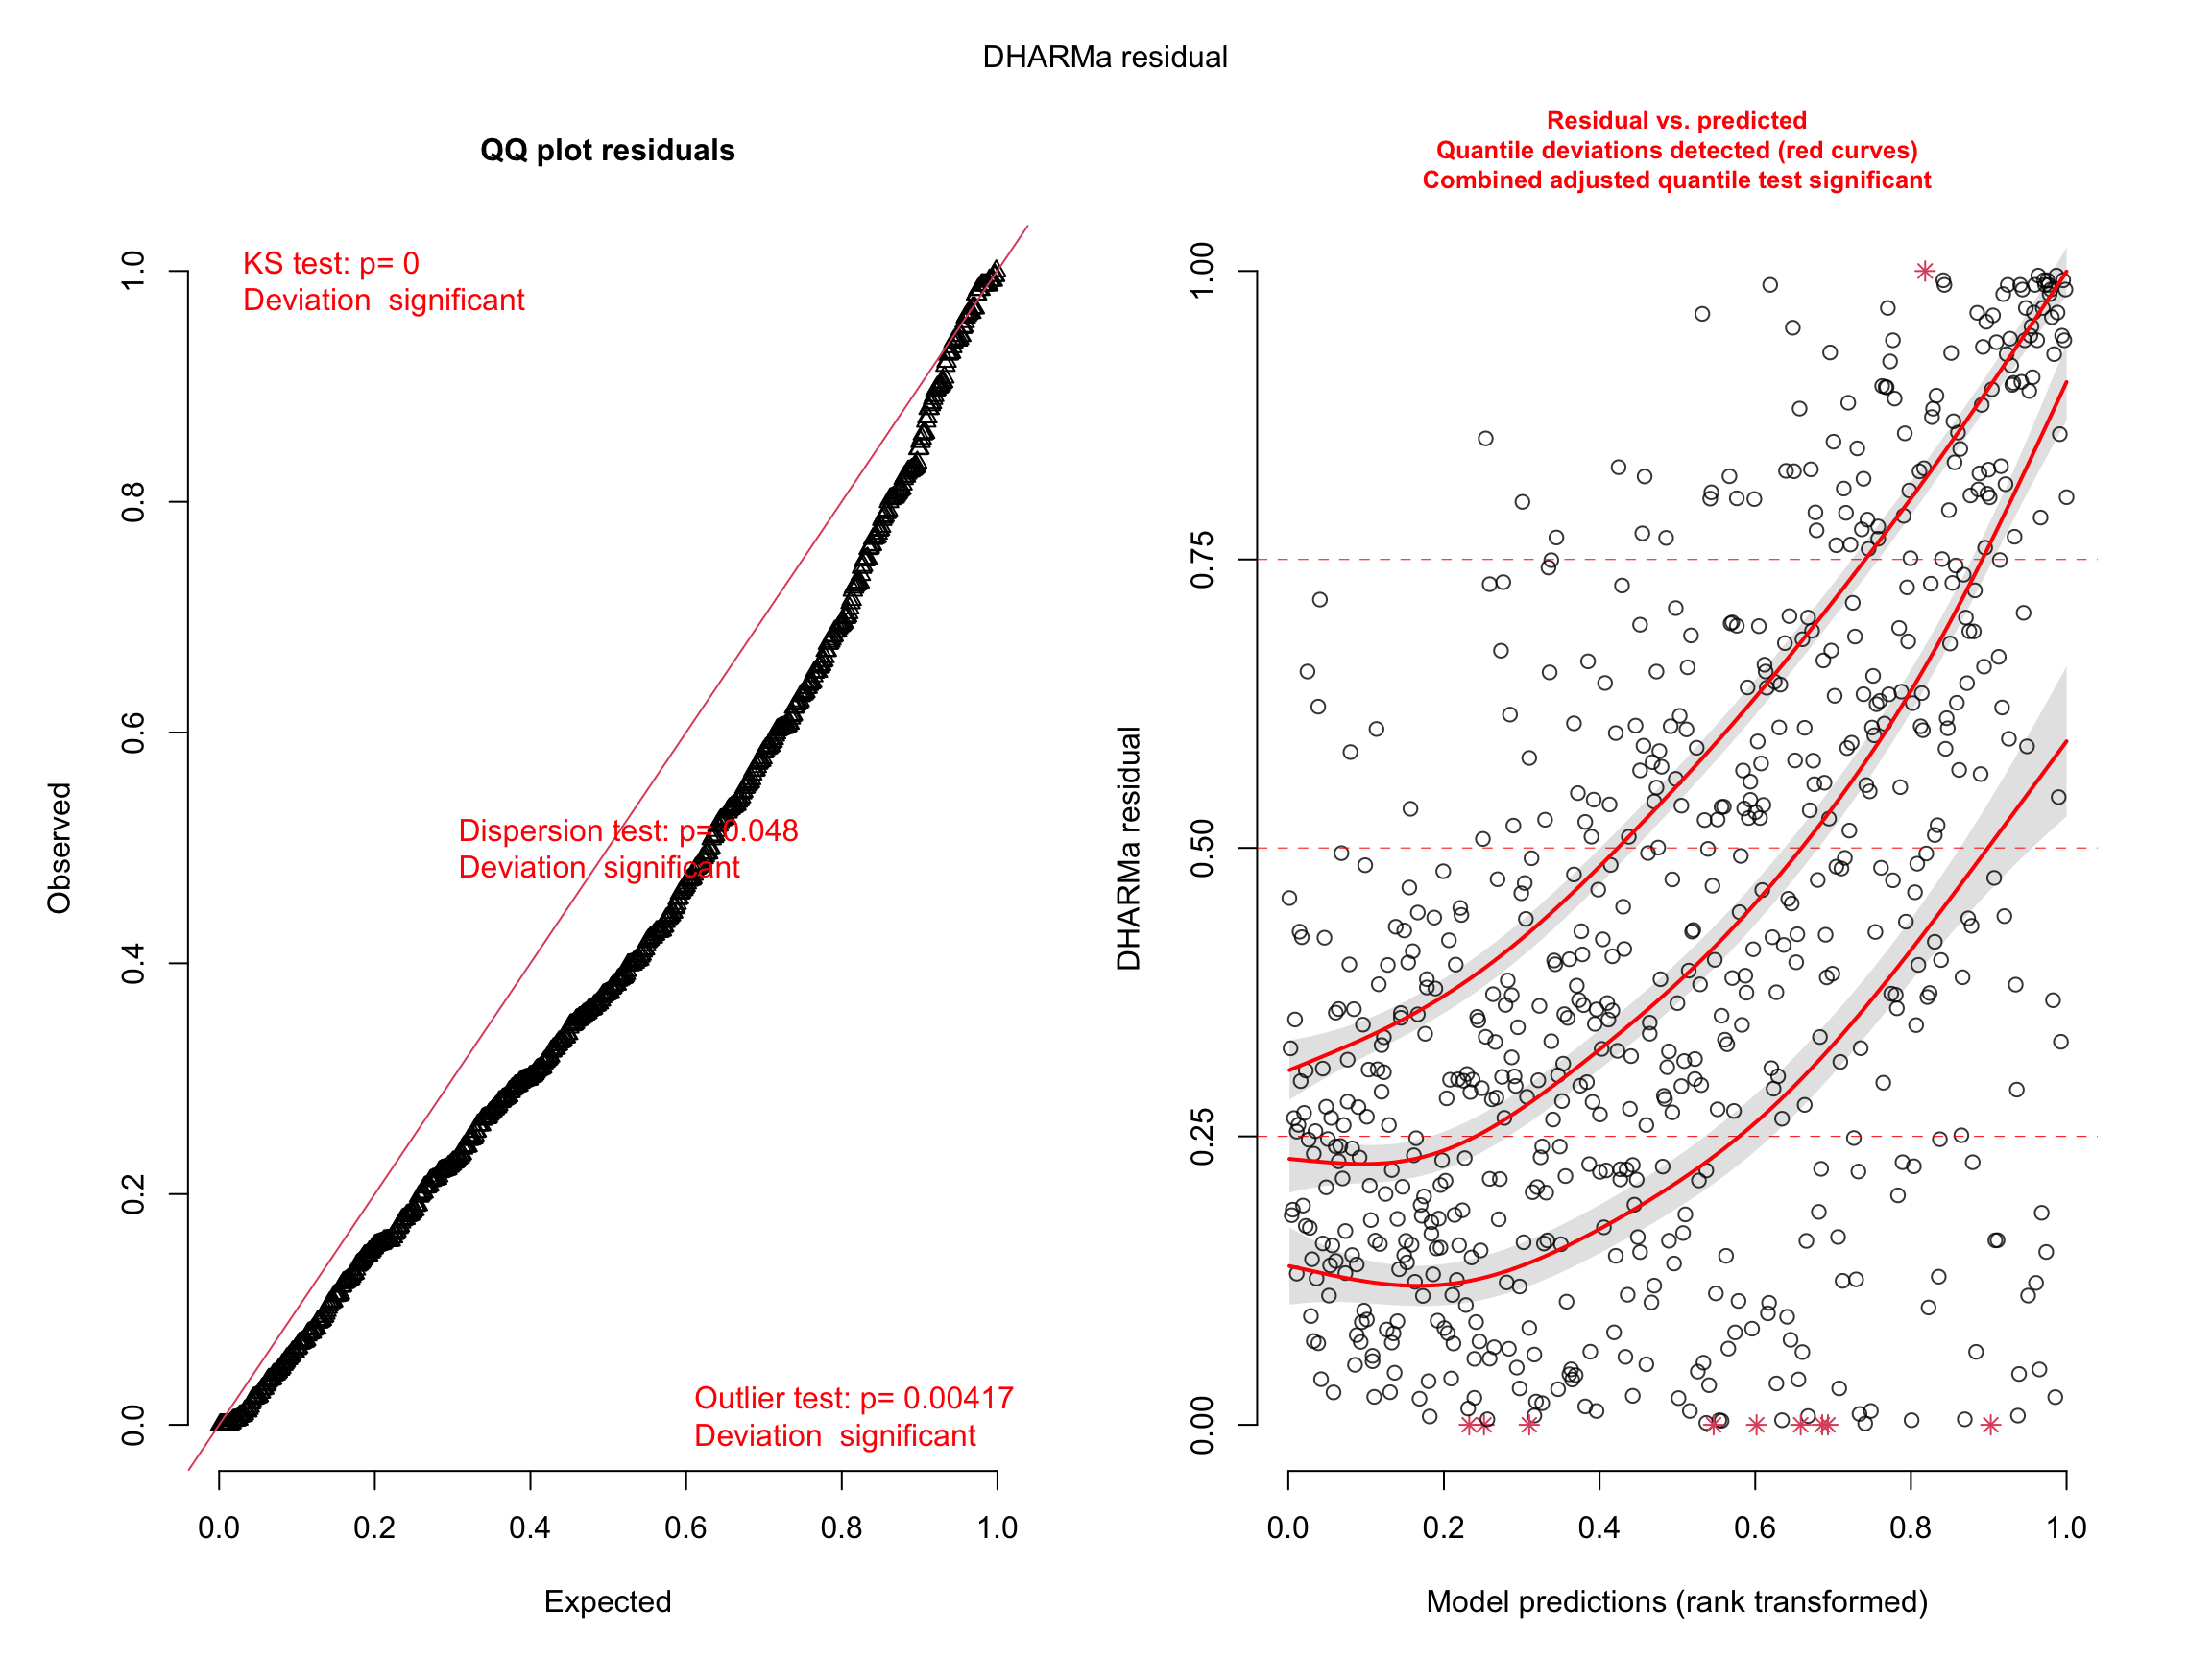 DHARMa residual
QQ plot residuals
KS test: p= 0
Deviation  significant
Dispersion test: p= 0.048
Deviation  significant
Outlier test: p= 0.00417
Deviation  significant
Observed
0.0
0.2
0.4
0.6
0.8
1.0
0.0 0.2 0.4 0.6 0.8 1.0
Expected
Residual vs. predicted
Quantile deviations detected (red curves)
Combined adjusted quantile test significant
DHARMa residual
0.00
0.25
0.50
0.75
1.00
0.0 0.2 0.4 0.6 0.8 1.0
Model predictions (rank transformed)